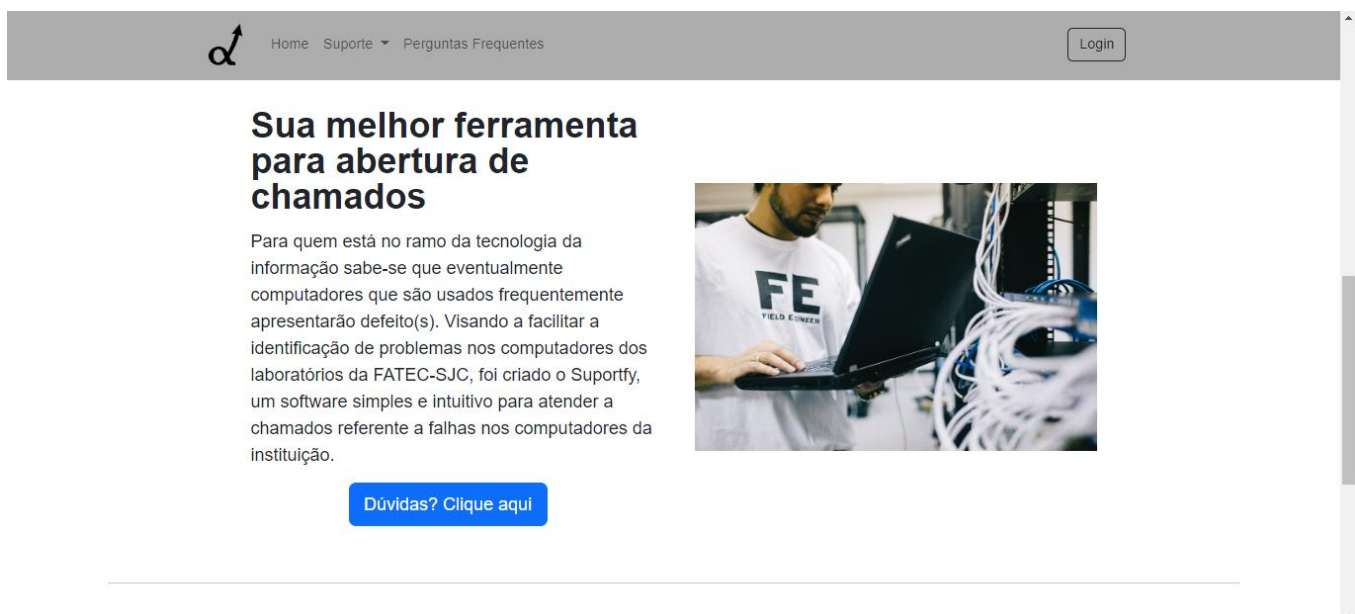 Home Suporte Perguntas Frequentes Login
Sua melhor ferramenta
para abertura de
chamados
Para quem está no ramo da tecnologia da
informação sabe-se que eventualmente
computadores que são usados frequentemente
apresentarão defeito(s). Visando a facilitar a
identificação de problemas nos computadores dos
laboratórios da FATEC-SJC, foi criado o Suportfy,
um software simples e intuitivo para atender a
chamados referente a falhas nos computadores da
instituição.
Dúvidas? Clique aqui
FE